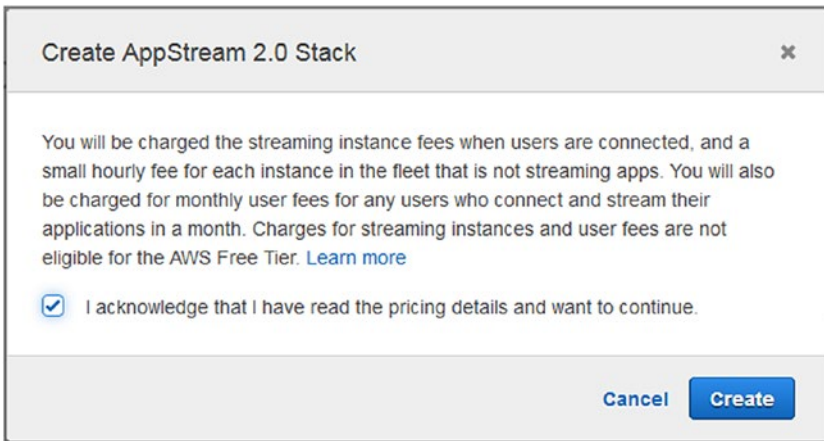 Create AppStream 2.0 Stack
You will be charged the streaming instance fees when users are connected, and a
small hourly fee for each instance in the fleet that is not streaming apps. You will also
be charged for monthly user fees for any users who connect and stream their
applications in a month. Charges for streaming instances and user fees are not
eligible for the AWS Free Tier. Learn more
I acknowledge that I have read the pricing details and want to continue.
Cancel Create